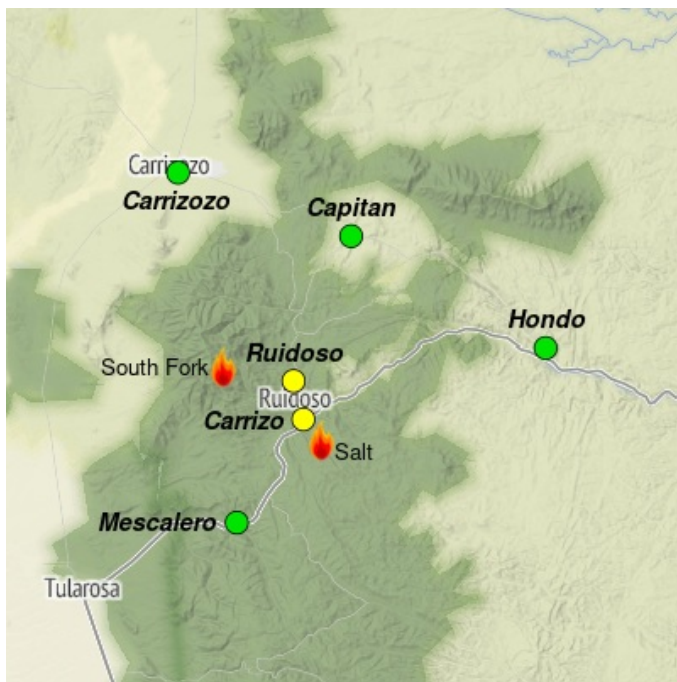 Carrizozo
Carrizozo
Capitan
Hondo
Ruidoso
South Fork
Ruidoso
Carrizo
Salt
Mescalero
Tularosa